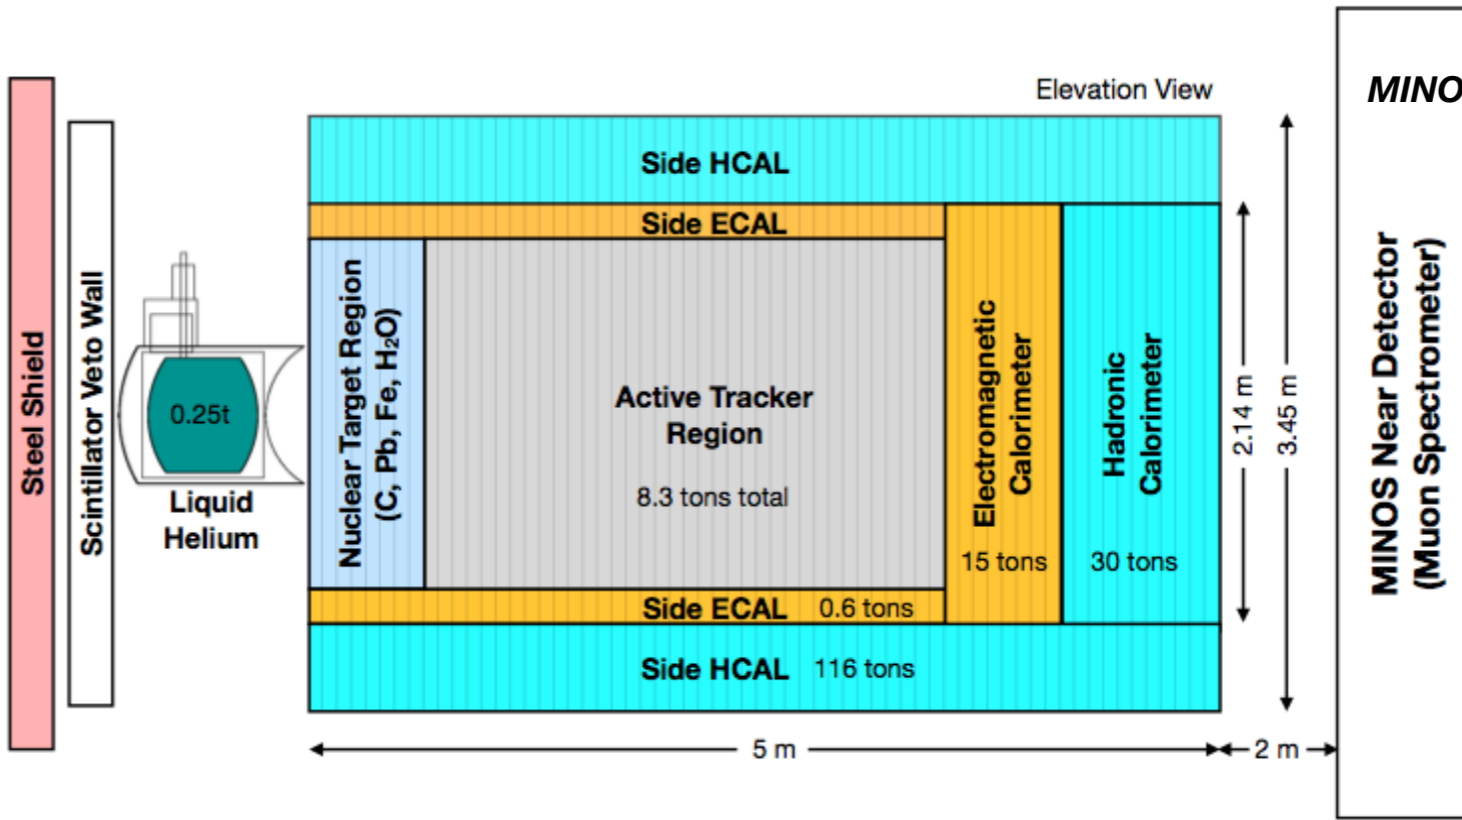 Elevation View
MINO
Side HCAL
Side ECAL
Steel Shield
Scintillator Veto Wall
0.25t
Liquid
Helium
Nuclear Target Region
(C, Pb, Fe, H₂O)
Active Tracker
Region
8.3 tons total
Electromagnetic
Calorimeter
15 tons
Hadronic
Calorimeter
30 tons
2.14 m
3.45 m
MINOS Near Detector
(Muon Spectrometer)
Side ECAL 0.6 tons
Side HCAL 116 tons
5 m
2 m